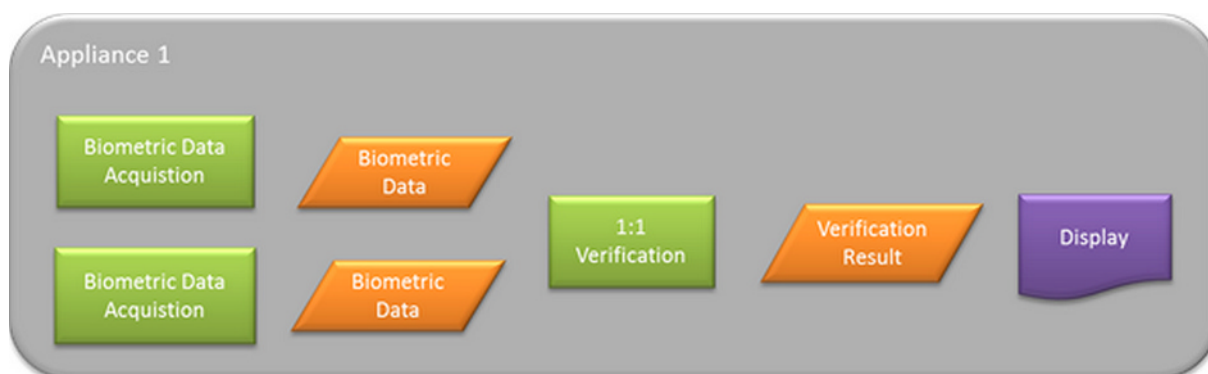 Appliance 1
Biometric Data
Acquistion
Biometric
Data
1:1
Verification
Verification
Result
Display
Biometric Data
Acquistion
Biometric
Data